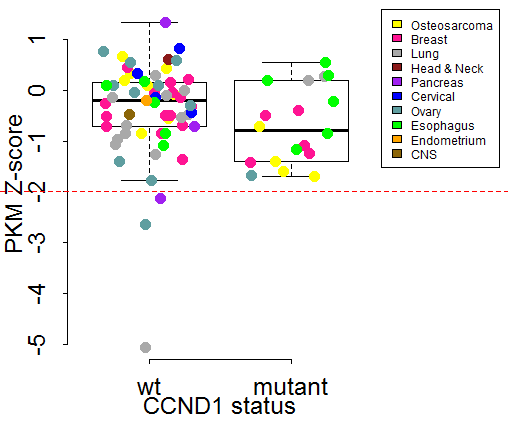 Osteosarcoma
Breast
Lung
Head & Neck
Pancreas
Cervical
Ovary
Esophagus
Endometrium
CNS
PKM Z-score
1
0
-1
-2
-3
-4
-5
wt mutant
CCND1 status